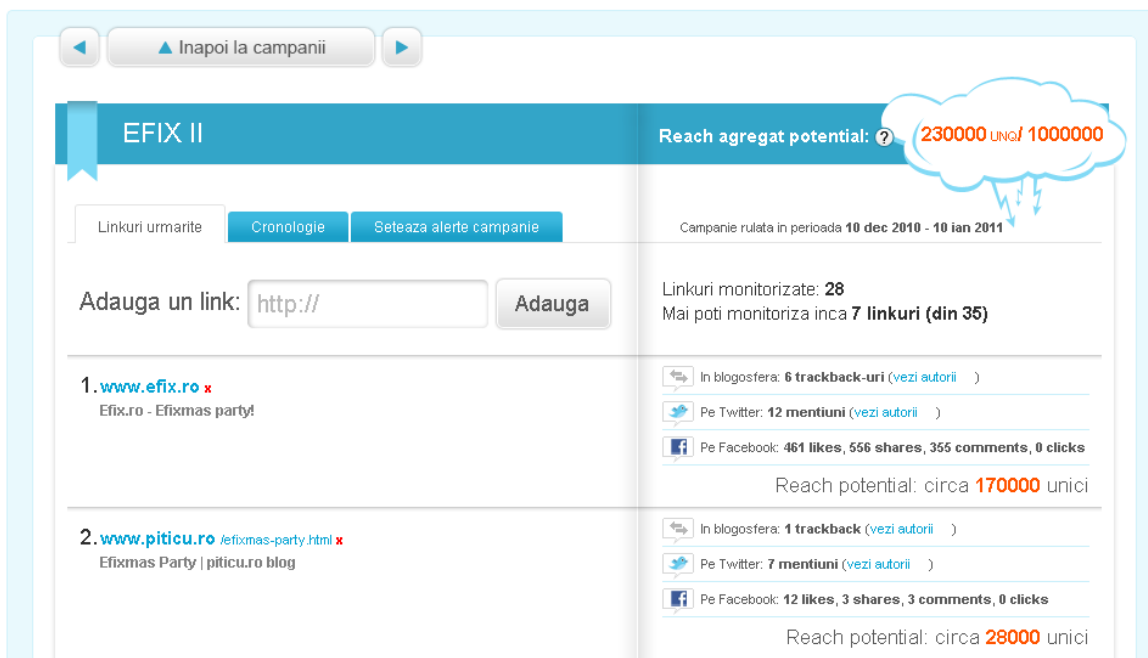 Inapoi la campanii
EFIX II
Reach agregat potential: ? 230000 UNQ/ 1000000
Linkuri urmarite Cronologie Seteaza alerte campanie
Campanie rulata in perioada 10 dec 2010 - 10 ian 2011
Adauga un link: http:// Adauga
Linkuri monitorizate: 28
Mai poti monitoriza inca 7 linkuri (din 35)
1. www.efix.ro x
Efix.ro - Efixmas party!
In blogosfera: 6 trackback-uri (vezi autorii )
Pe Twitter: 12 mentiuni (vezi autorii )
Pe Facebook: 461 likes, 556 shares, 355 comments, 0 clicks
Reach potential: circa 170000 unici
2. www.piticu.ro /efixmas-party.html x
Efixmas Party | piticu.ro blog
In blogosfera: 1 trackback (vezi autorii )
Pe Twitter: 7 mentiuni (vezi autorii )
Pe Facebook: 12 likes, 3 shares, 3 comments, 0 clicks
Reach potential: circa 28000 unici